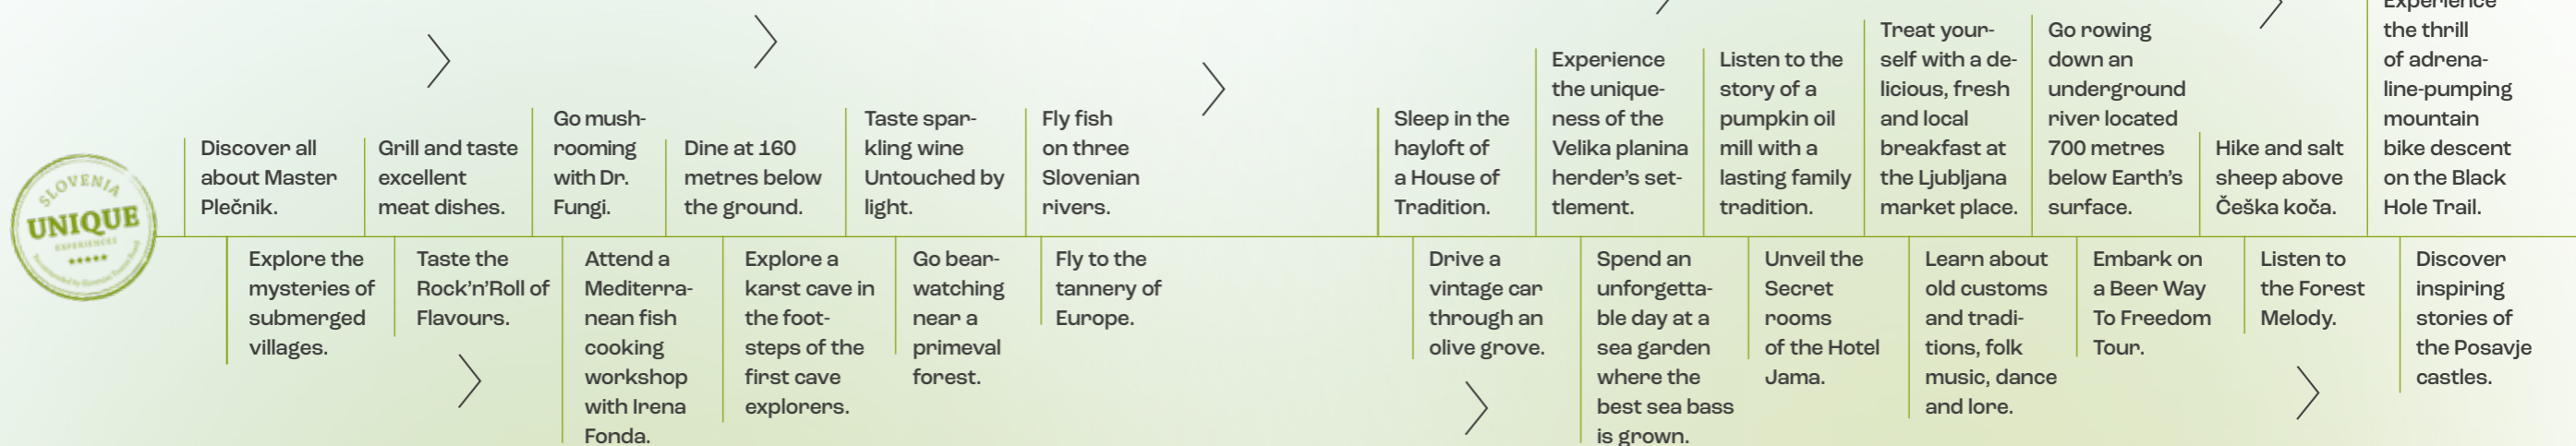 SLOVENIA
UNIQUE
EXPERIENCES
Discover all
about Master
Plečnik.
Grill and taste
excellent
meat dishes.
Go mush-
rooming
with Dr.
Fungi.
Dine at 160
metres below
the ground.
Taste spar-
kling wine
Untouched by
light.
Fly fish
on three
Slovenian
rivers.
Sleep in the
hayloft of
a House of
Tradition.
Experience
the unique-
ness of the
Velika planina
herder’s set-
tlement.
Listen to the
story of a
pumpkin oil
mill with a
lasting family
tradition.
Treat your-
self with a de-
licious, fresh
and local
breakfast at
the Ljubljana
market place.
Go rowing
down an
underground
river located
700 metres
below Earth’s
surface.
Hike and salt
sheep above
Češka koča.
Experience
the thrill
of adrena-
line-pumping
mountain
bike descent
on the Black
Hole Trail.
Explore the
mysteries of
submerged
villages.
Taste the
Rock’n’Roll of
Flavours.
Attend a
Mediterra-
nean fish
cooking
workshop
with Irena
Fonda.
Explore a
karst cave in
the foot-
steps of the
first cave
explorers.
Go bear-
watching
near a
primeval
forest.
Fly to the
tannery of
Europe.
Drive a
vintage car
through an
olive grove.
Spend an
unforgetta-
ble day at a
sea garden
where the
best sea bass
is grown.
Unveil the
Secret
rooms
of the Hotel
Jama.
Learn about
old customs
and tradi-
tions, folk
music, dance
and lore.
Embark on
a Beer Way
To Freedom
Tour.
Listen to
the Forest
Melody.
Discover
inspiring
stories of
the Posavje
castles.